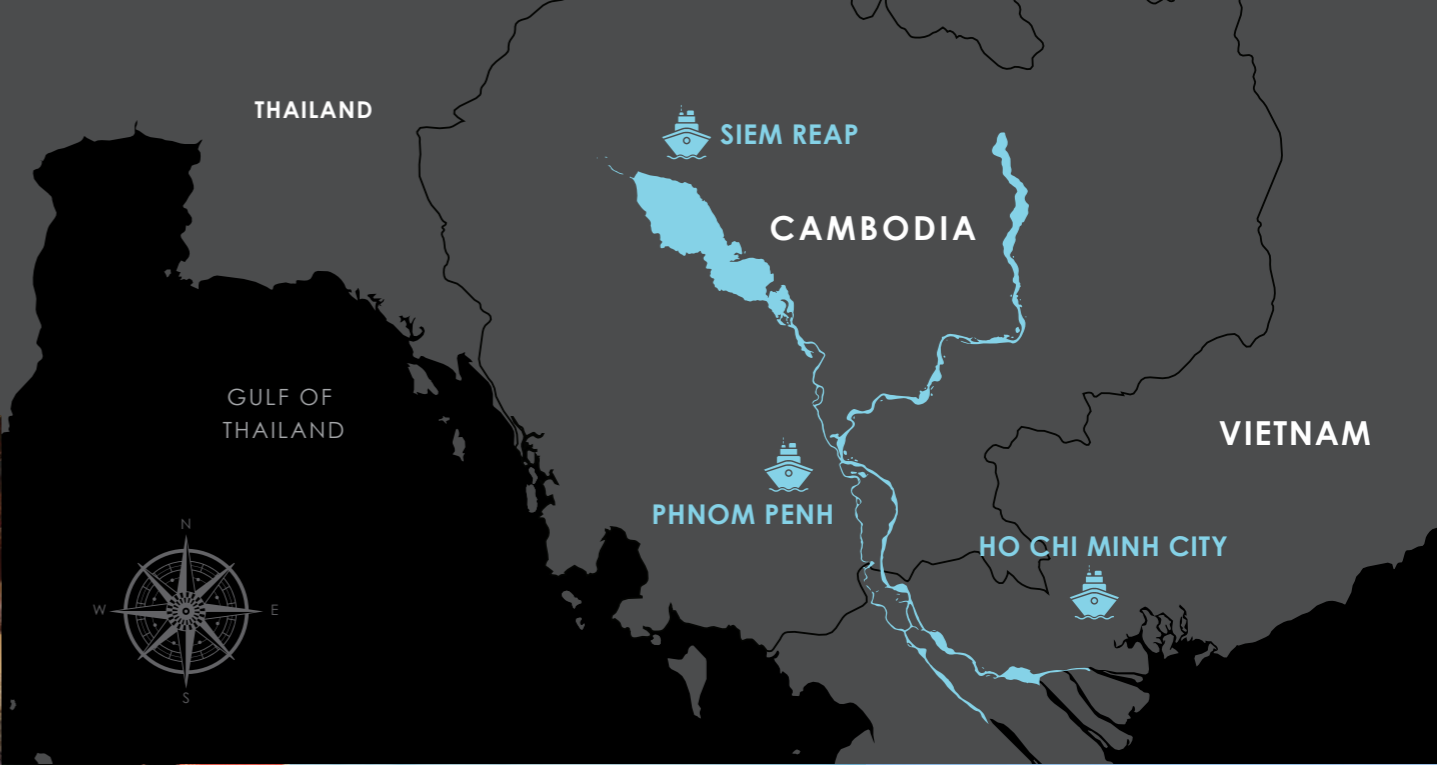 THAILAND
SIEM REAP
CAMBODIA
GULF OF
THAILAND
VIETNAM
PHNOM PENH
HO CHI MINH CITY
N
W
E
S